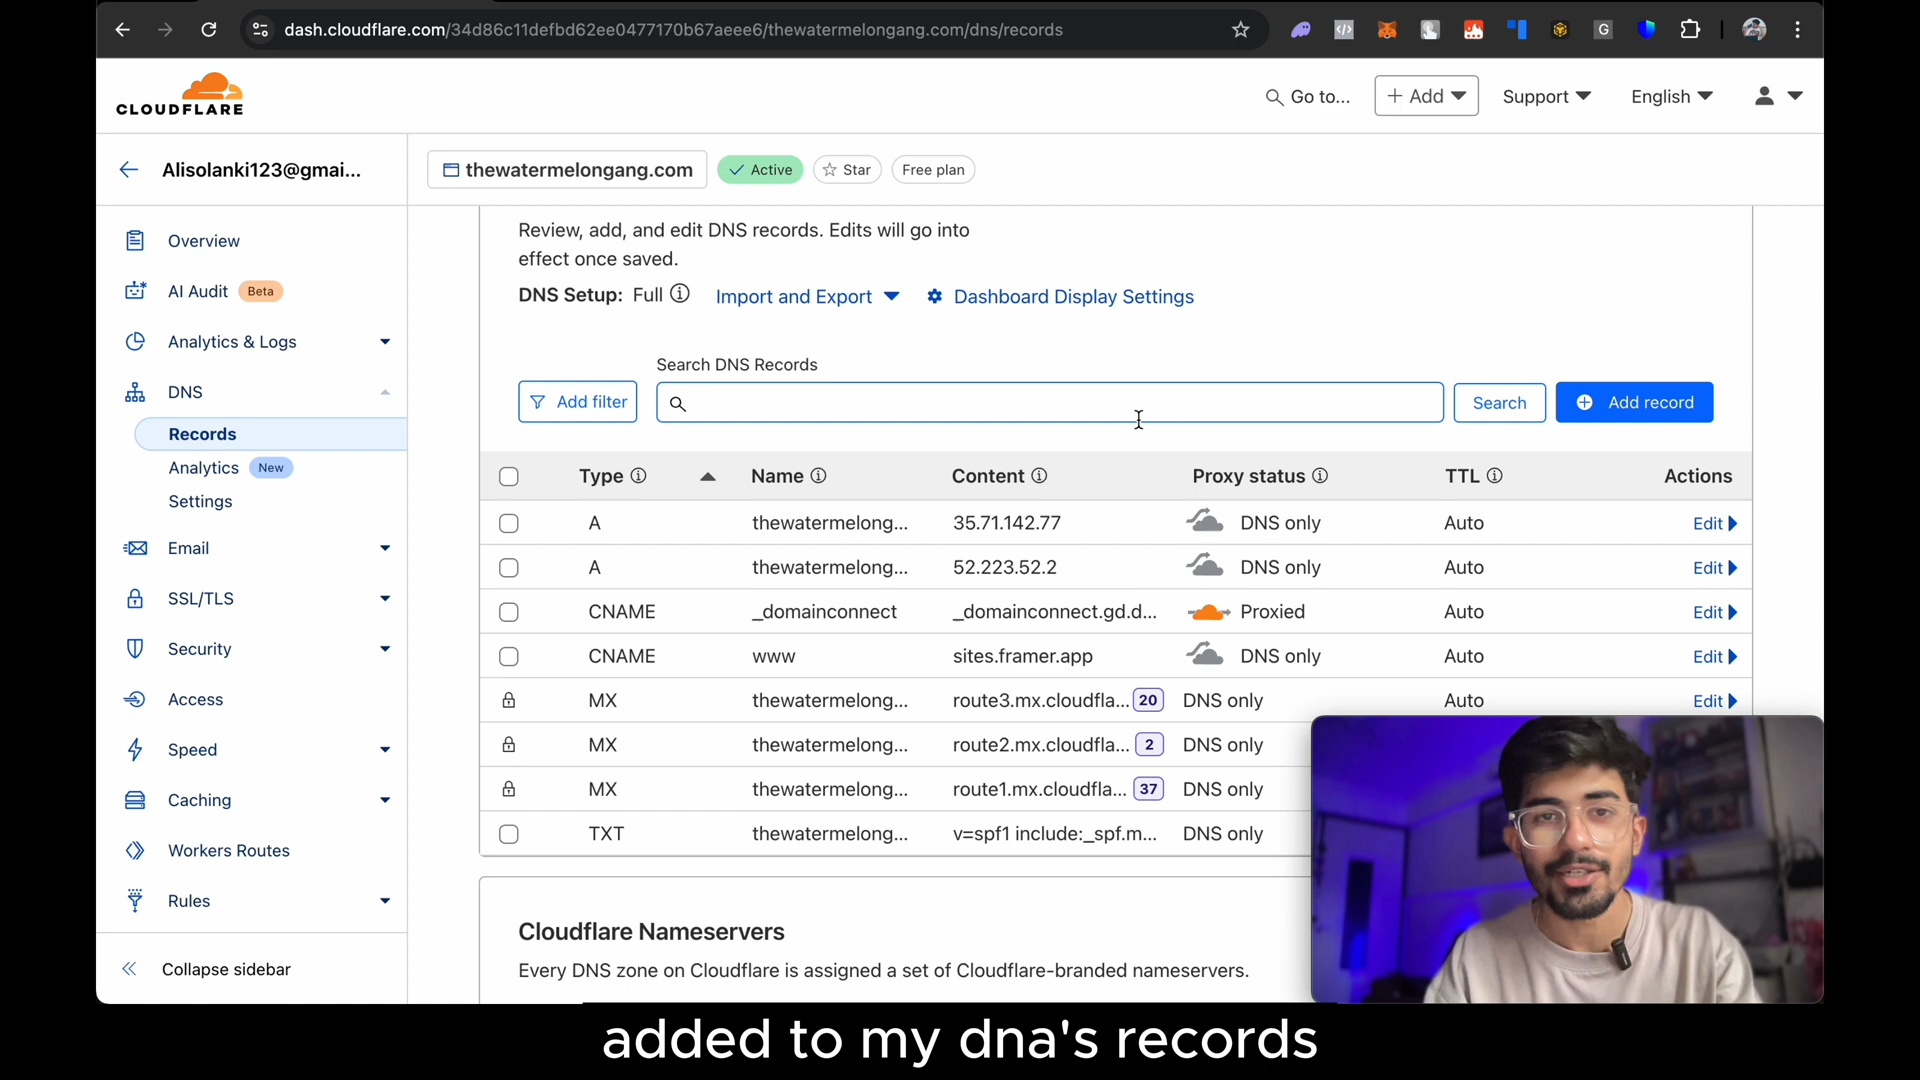 dash.cloudflare.com/34d86c11defbd62ee0477170b67aeee6/thewatermelongang.com/dns/records
G
CLOUDFLARE
Go to...
+ Add
Support
English
Alisolanki123@gmai...
thewatermelongang.com
Active
Star
Free plan
Overview
AI Audit Beta
Analytics & Logs
DNS
Records
Analytics New
Settings
Email
SSL/TLS
Security
Access
Speed
Caching
Workers Routes
Rules
Collapse sidebar
Review, add, and edit DNS records. Edits will go into
effect once saved.
DNS Setup: Full Import and Export Dashboard Display Settings
Search DNS Records
Add filter
Search
Add record
Type Name Content Proxy status TTL Actions
A thewatermelong... 35.71.142.77 DNS only Auto Edit
A thewatermelong... 52.223.52.2 DNS only Auto Edit
CNAME _domainconnect _domainconnect.gd.d... Proxied Auto Edit
CNAME www sites.framer.app DNS only Auto Edit
MX thewatermelong... route3.mx.cloudfla... 20 DNS only Auto Edit
MX thewatermelong... route2.mx.cloudfla... 2 DNS only
MX thewatermelong... route1.mx.cloudfla... 37 DNS only
TXT thewatermelong... v=spf1 include:_spf.m... DNS only
Cloudflare Nameservers
Every DNS zone on Cloudflare is assigned a set of Cloudflare-branded nameservers.
added to my dna's records